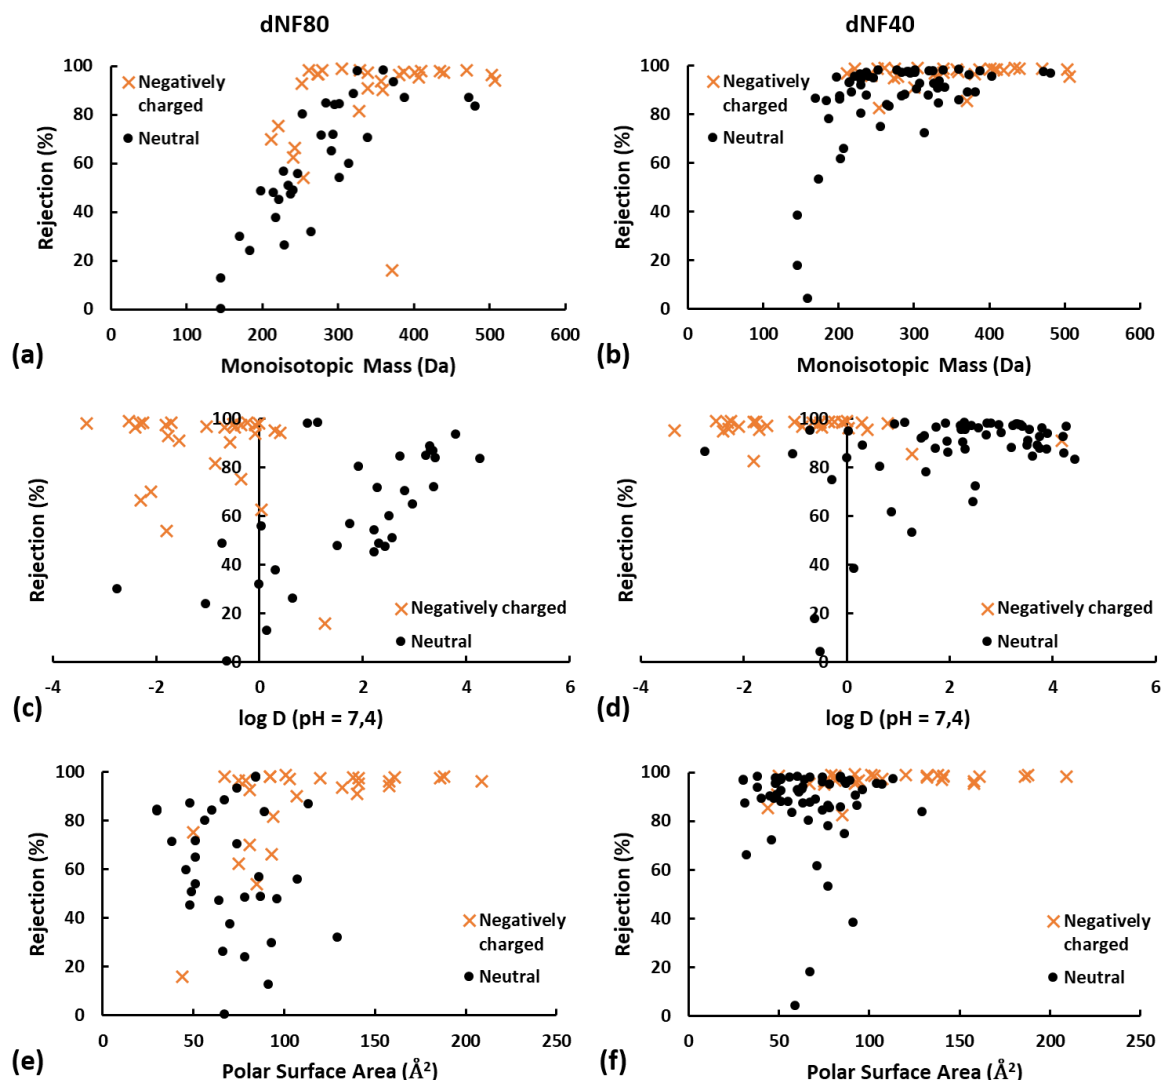 dNF80
dNF40
100
80
60
40
20
0
Rejection (%)
Negatively
charged
Neutral
0 100 200 300 400 500 600
Monoisotopic Mass (Da)
(a)
100
80
60
40
20
0
Rejection (%)
Negatively
charged
Neutral
0 100 200 300 400 500 600
Monoisotopic Mass (Da)
(b)
100
80
60
40
20
0
Rejection (%)
Negatively charged
Neutral
-4 -2 0 2 4 6
log D (pH = 7,4)
(c)
100
80
60
40
20
0
Rejection (%)
Negatively charged
Neutral
-4 -2 0 2 4 6
log D (pH = 7,4)
(d)
100
80
60
40
20
0
Rejection (%)
Negatively
charged
Neutral
0 50 100 150 200 250
Polar Surface Area (Å²)
(e)
100
80
60
40
20
0
Rejection (%)
Negatively
charged
Neutral
0 50 100 150 200 250
Polar Surface Area (Å²)
(f)